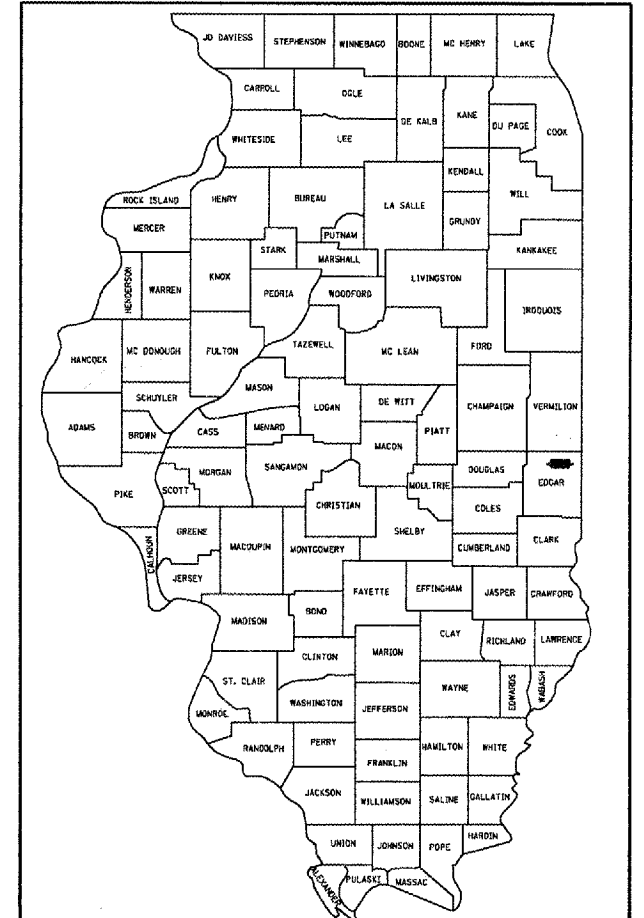 JO DAVIESS
STEPHENSON
WINNEBAGO
BOONE
MC HENRY
LAKE
CARROLL
OGLE
DE KALB
KANE
DU PAGE
COOK
WHITESIDE
LEE
KENDALL
WILL
ROCK ISLAND
HENRY
BUREAU
LA SALLE
GRUNDY
MERCER
PUTNAM
STARK
MARSHALL
KANKAKEE
HENDERSON
WARREN
KNOX
PEORIA
WOODFORD
LIVINGSTON
IROQUOIS
HANCOCK
MC DONOUGH
FULTON
TAZEWELL
MC LEAN
FORD
MASON
SCHUYLER
LOGAN
DE WITT
CHAMPAIGN
VERMILION
ADAMS
BROWN
CASS
MENARD
MACON
PIATT
MORGAN
SANGAMON
MOULTRIE
DOUGLAS
EDGAR
PIKE
SCOTT
CHRISTIAN
COLES
GREENE
MACOUPIN
MONTGOMERY
SHELBY
CUMBERLAND
CLARK
CALHOUN
JERSEY
FAYETTE
EFFINGHAM
JASPER
CRAWFORD
MADISON
BOND
CLAY
RICHLAND
LAWRENCE
CLINTON
MARION
ST. CLAIR
WASHINGTON
WAYNE
EDWARDS
WABASH
MONROE
JEFFERSON
RANDOLPH
PERRY
HAMILTON
WHITE
FRANKLIN
JACKSON
WILLIAMSON
SALINE
GALLATIN
UNION
JOHNSON
POPE
HARDIN
ALEXANDER
PULASKI
MASSAC